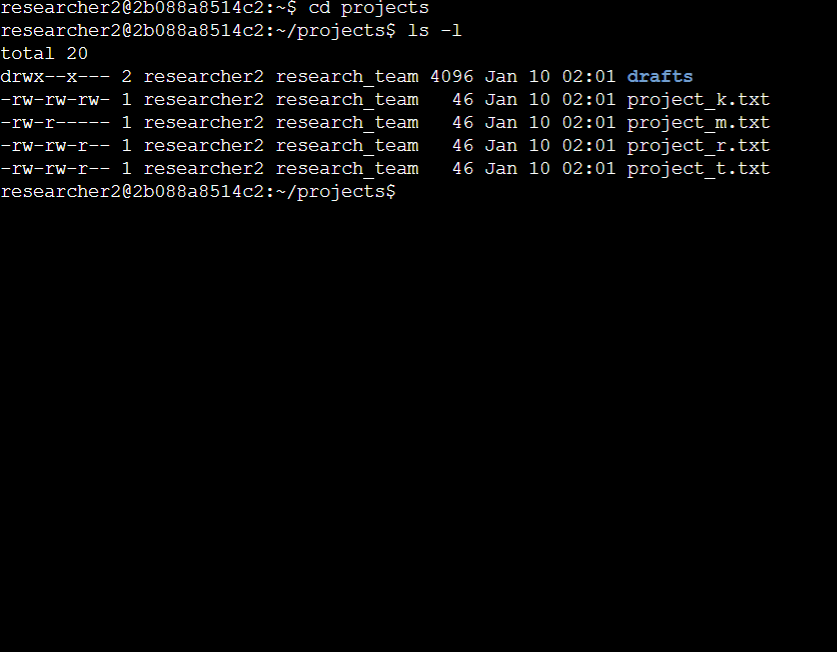 researcher2@2b088a8514c2:~$ cd projects
researcher2@2b088a8514c2:~/projects$ ls -l
total 20
drwx--x--- 2 researcher2 research_team 4096 Jan 10 02:01 drafts
-rw-rw-rw- 1 researcher2 research_team   46 Jan 10 02:01 project_k.txt
-rw-r----- 1 researcher2 research_team   46 Jan 10 02:01 project_m.txt
-rw-rw-r-- 1 researcher2 research_team   46 Jan 10 02:01 project_r.txt
-rw-rw-r-- 1 researcher2 research_team   46 Jan 10 02:01 project_t.txt
researcher2@2b088a8514c2:~/projects$